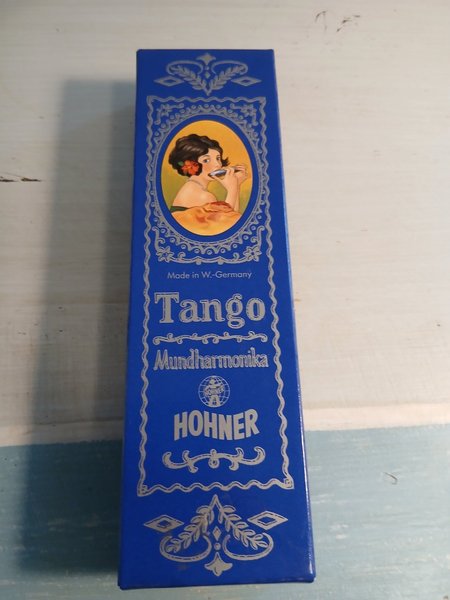 Made in W.-Germany
Tango
Mundharmonika
HOHNER